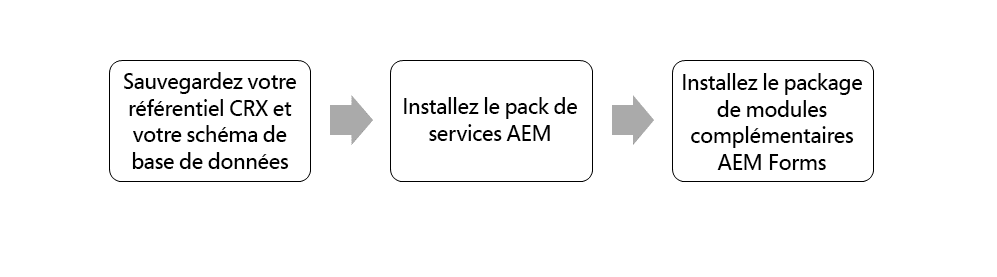 Sauvegardez votre
référentiel CRX et
votre schéma de
base de données
Installez le pack de
services AEM
Installez le package
de modules
complémentaires
AEM Forms